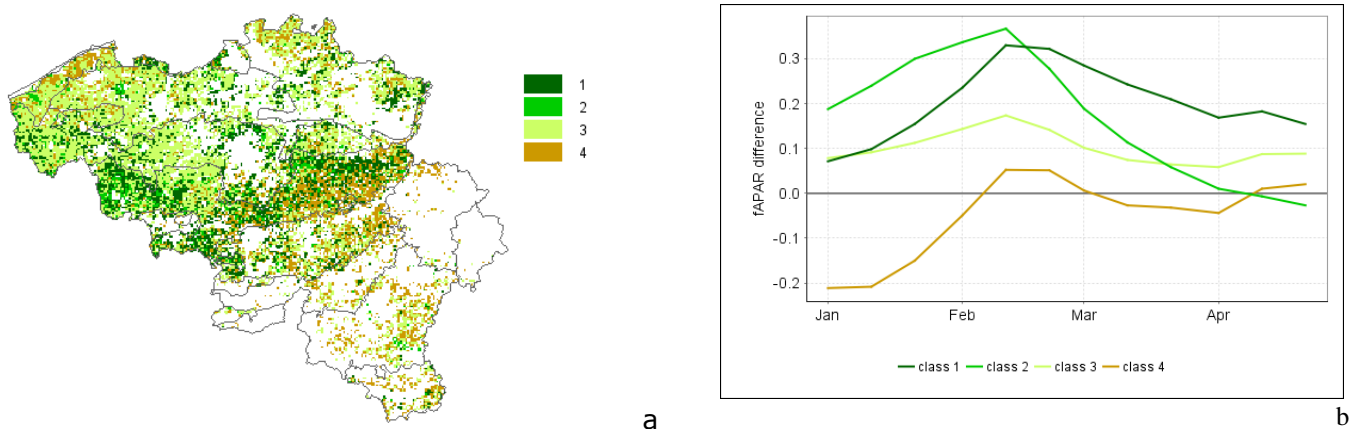 1
2
3
4
a
fAPAR difference
0.3
0.2
0.1
0.0
-0.1
-0.2
Jan Feb Mar Apr
class 1 class 2 class 3 class 4
b